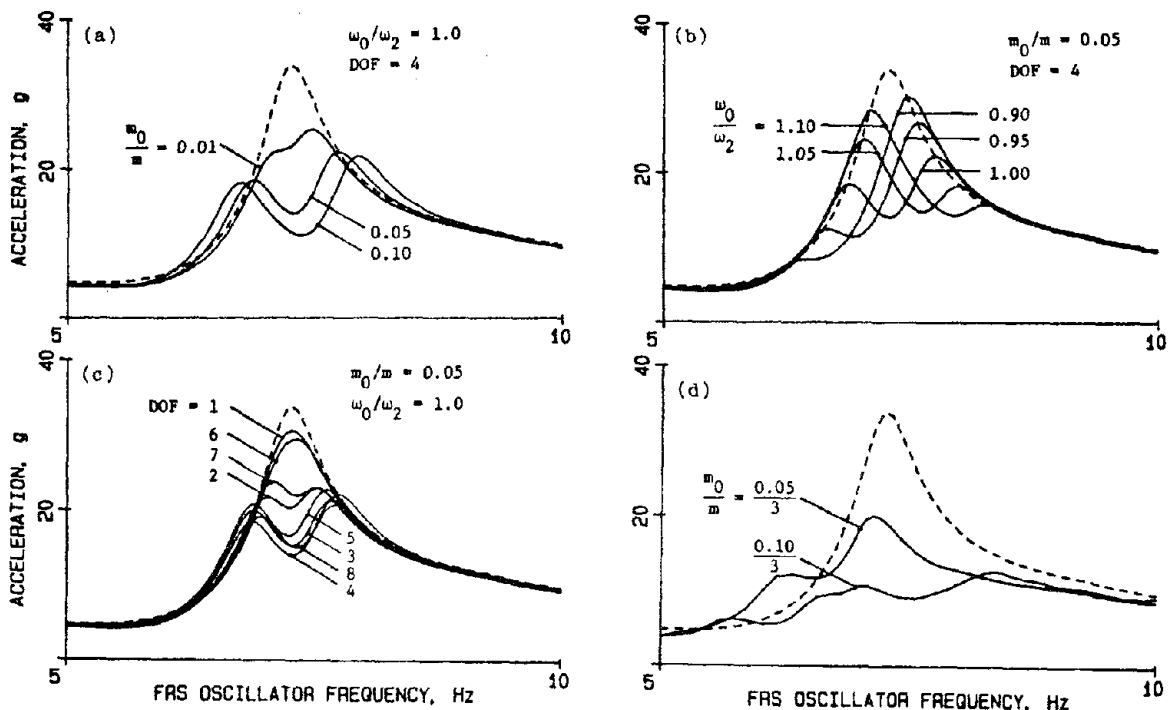 (a)
ω₀/ω₂ = 1.0
DOF = 4
m₀/m = 0.01
0.05
0.10
ACCELERATION, g
40
20
5
10
(b)
m₀/m = 0.05
DOF = 4
ω₀/ω₂ = 1.10
1.05
0.90
0.95
1.00
40
20
5
10
(c)
m₀/m = 0.05
ω₀/ω₂ = 1.0
DOF = 1
6
7
2
5
3
8
4
ACCELERATION, g
40
20
5
10
FRS OSCILLATOR FREQUENCY, Hz
(d)
m₀/m = 0.05/3
0.10/3
40
20
5
10
FRS OSCILLATOR FREQUENCY, Hz